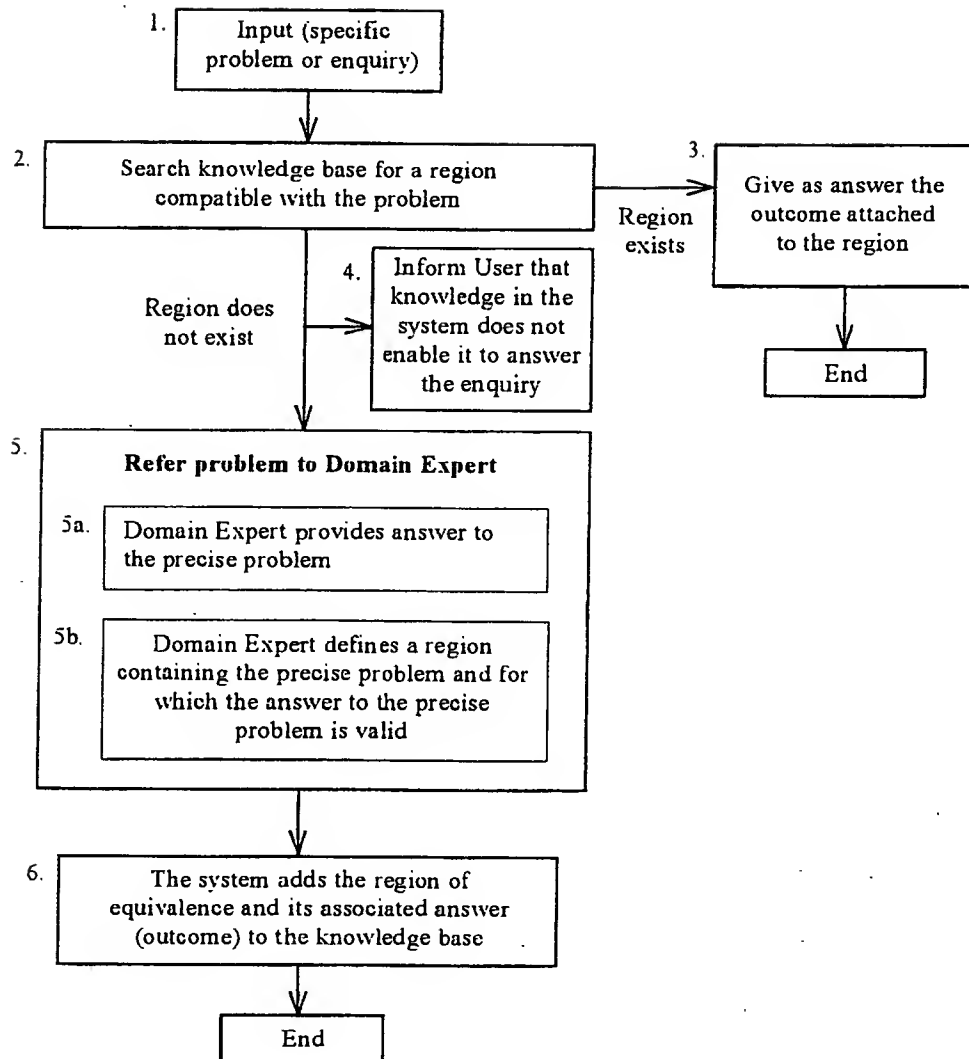 1.
Input (specific
problem or enquiry)
2.
Search knowledge base for a region
compatible with the problem
Region
exists
3.
Give as answer the
outcome attached
to the region
End
Region does
not exist
4.
Inform User that
knowledge in the
system does not
enable it to answer
the enquiry
5.
Refer problem to Domain Expert
5a.
Domain Expert provides answer to
the precise problem
5b.
Domain Expert defines a region
containing the precise problem and for
which the answer to the precise
problem is valid
6.
The system adds the region of
equivalence and its associated answer
(outcome) to the knowledge base
End